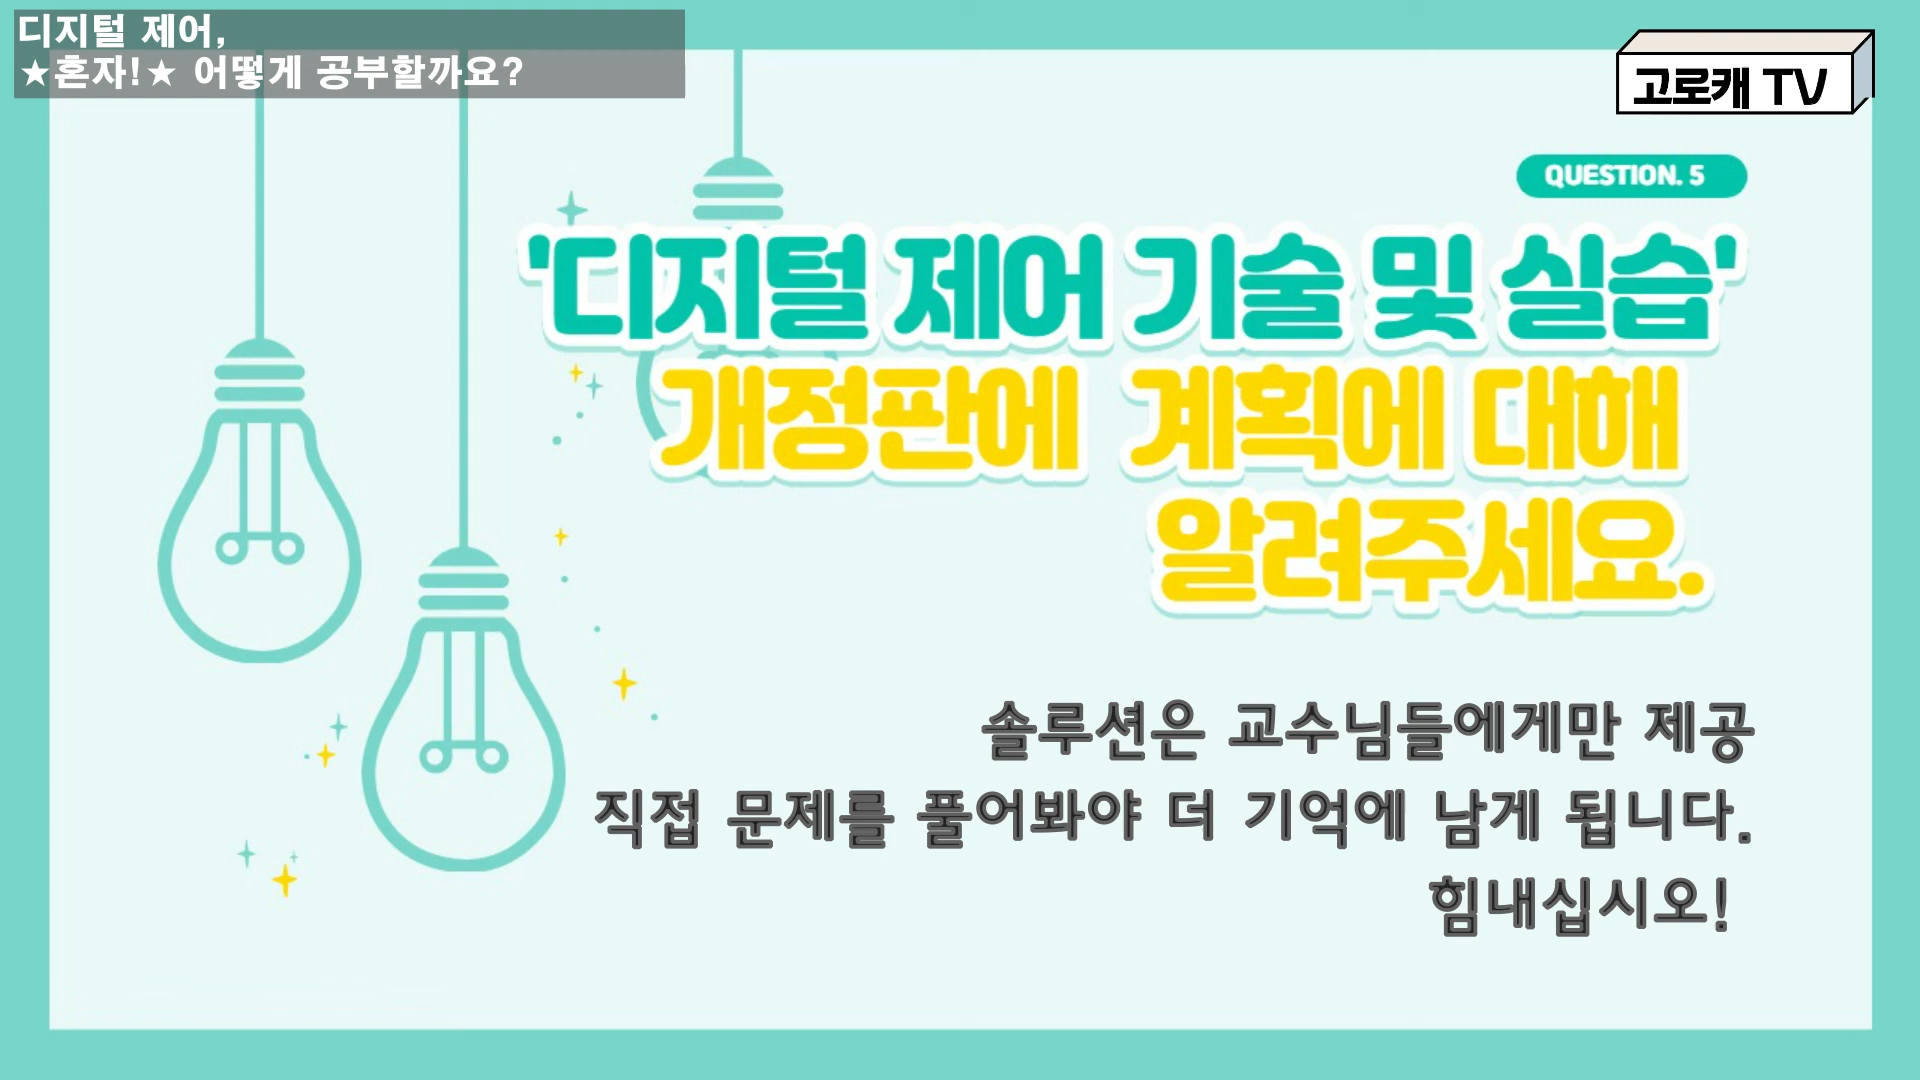 디지털 제어,
★혼자!★ 어떻게 공부할까요?
고로캐 TV
QUESTION. 5
'디지털 제어 기술 및 실습'
개정판에 계획에 대해
알려주세요.
솔루션은 교수님들에게만 제공
직접 문제를 풀어봐야 더 기억에 남게 됩니다.
힘내십시오!